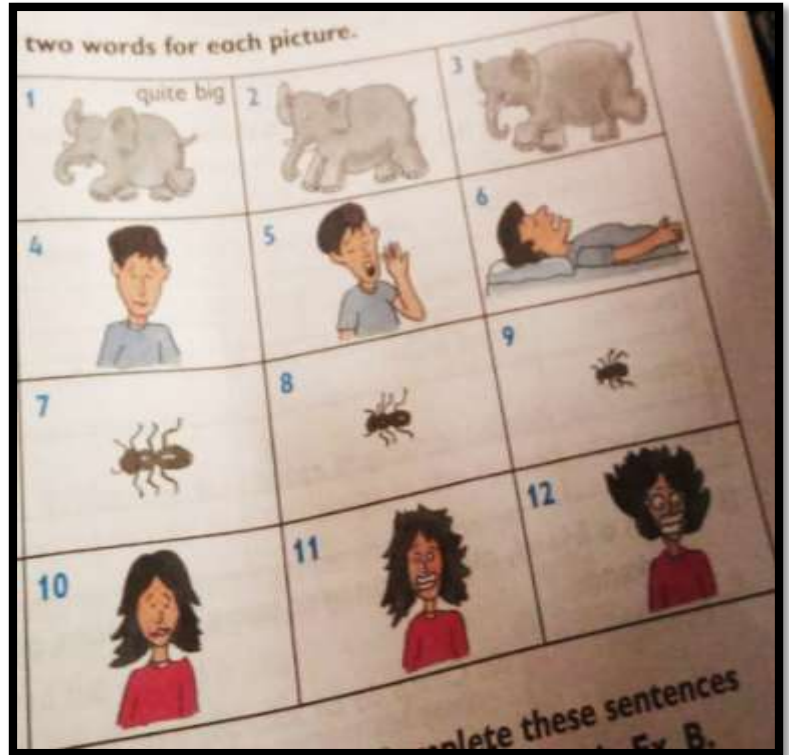 two words for each picture.
1 quite big 2 3
4 5 6
7 8 9
10 11 12
these sentences
Ex. B.